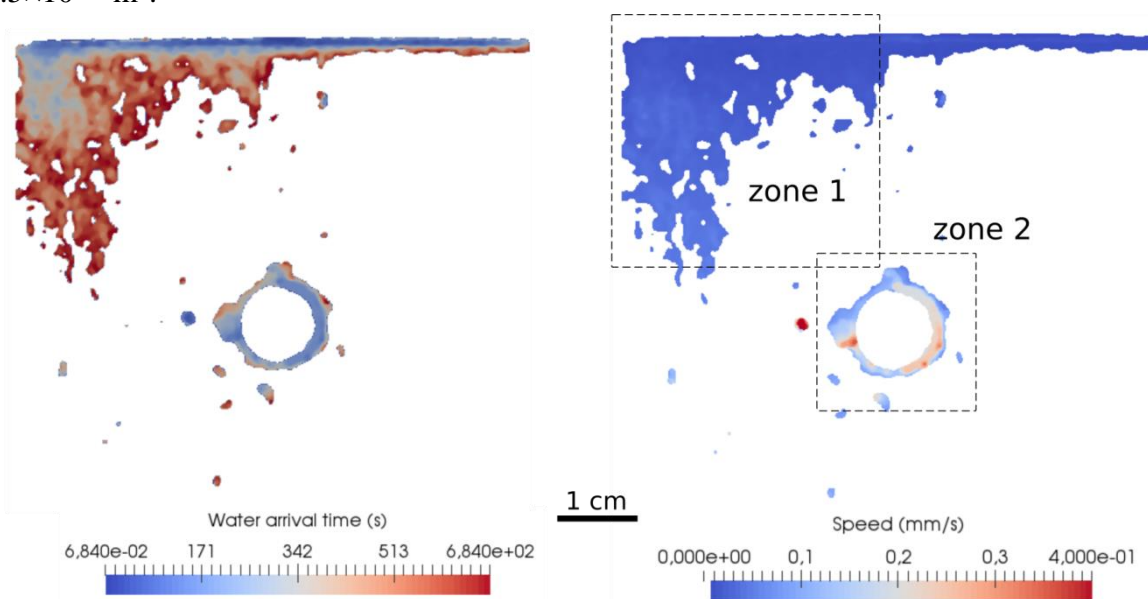 zone 1
zone 2
1 cm
Water arrival time (s)
6,840e-02 171 342 513 6,840e+02
Speed (mm/s)
0,000e+00 0,1 0,2 0,3 4,000e-01